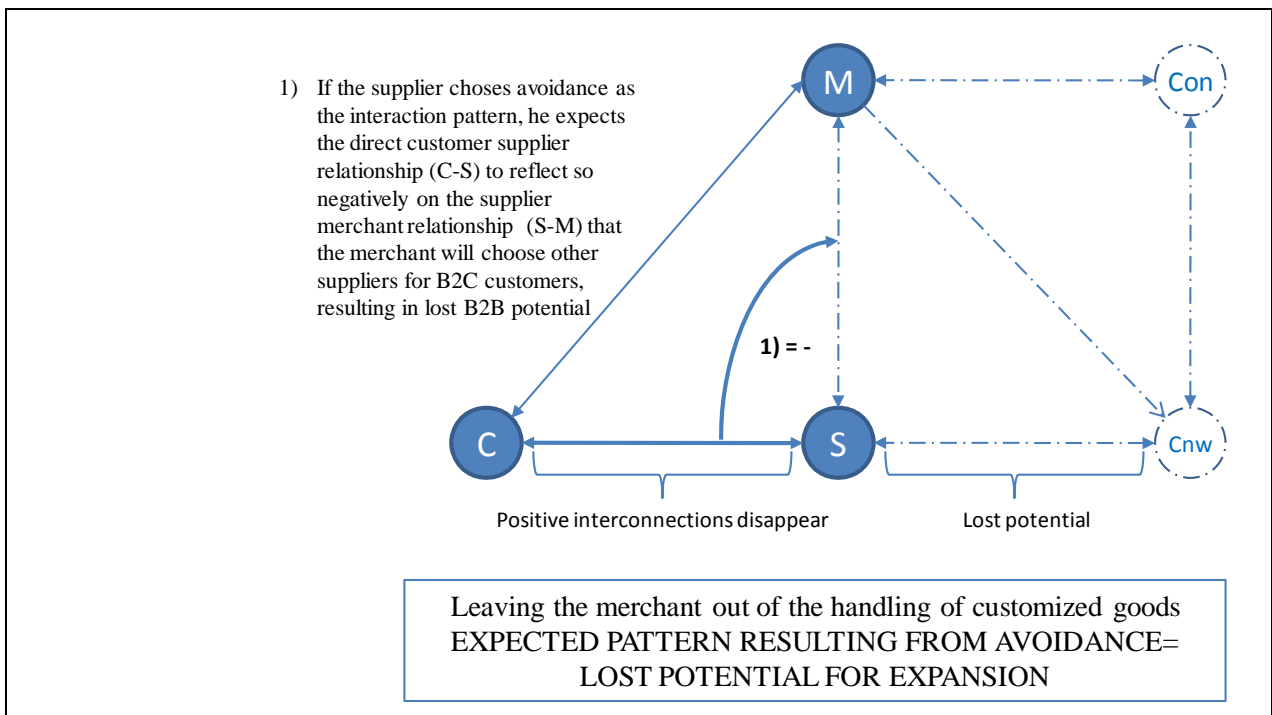 1) If the supplier choses avoidance as
the interaction pattern, he expects
the direct customer supplier
relationship (C-S) to reflect so
negatively on the supplier
merchant relationship (S-M) that
the merchant will choose other
suppliers for B2C customers,
resulting in lost B2B potential
M
Con
1) = -
C
S
Cnw
Positive interconnections disappear
Lost potential
Leaving the merchant out of the handling of customized goods
EXPECTED PATTERN RESULTING FROM AVOIDANCE=
LOST POTENTIAL FOR EXPANSION